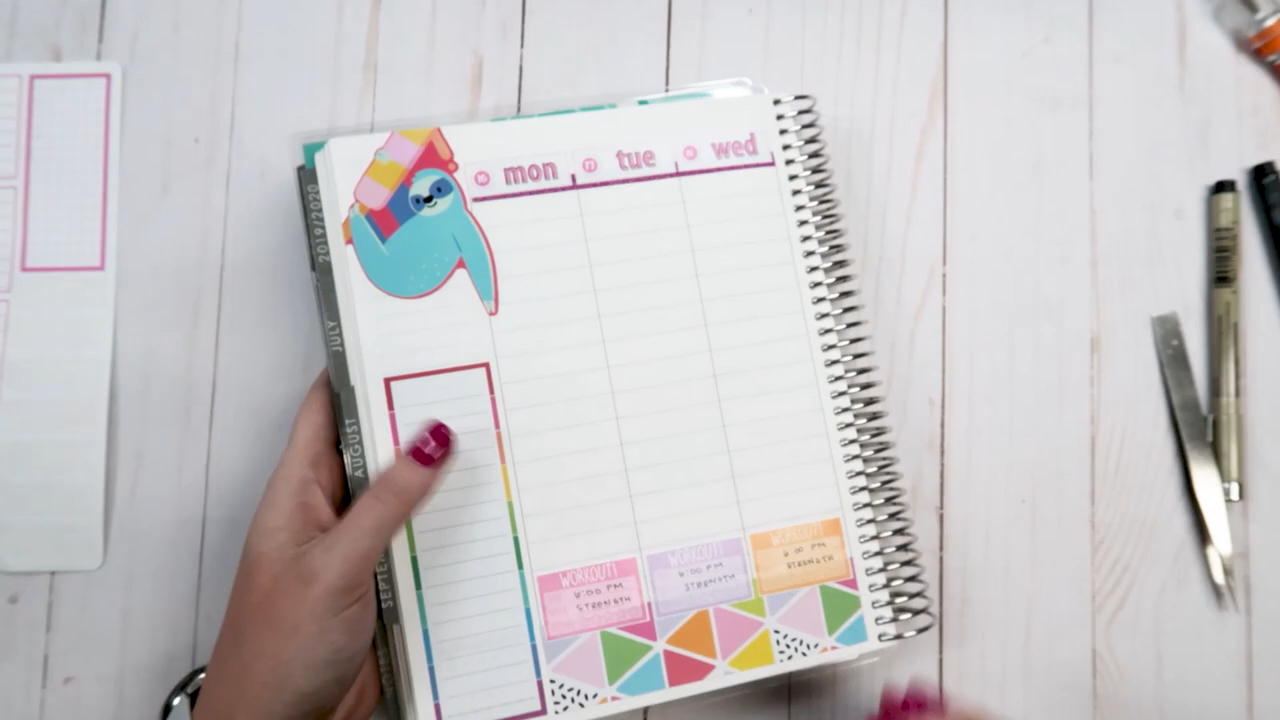 mon
tue
wed
2019/2020
JULY
AUGUST
SEPTE
WORKOUT!
6:00 PM
STRENGTH
WORKOUT!
6:00 PM
STRENGTH
WORKOUT!
6:00 PM
STRENGTH